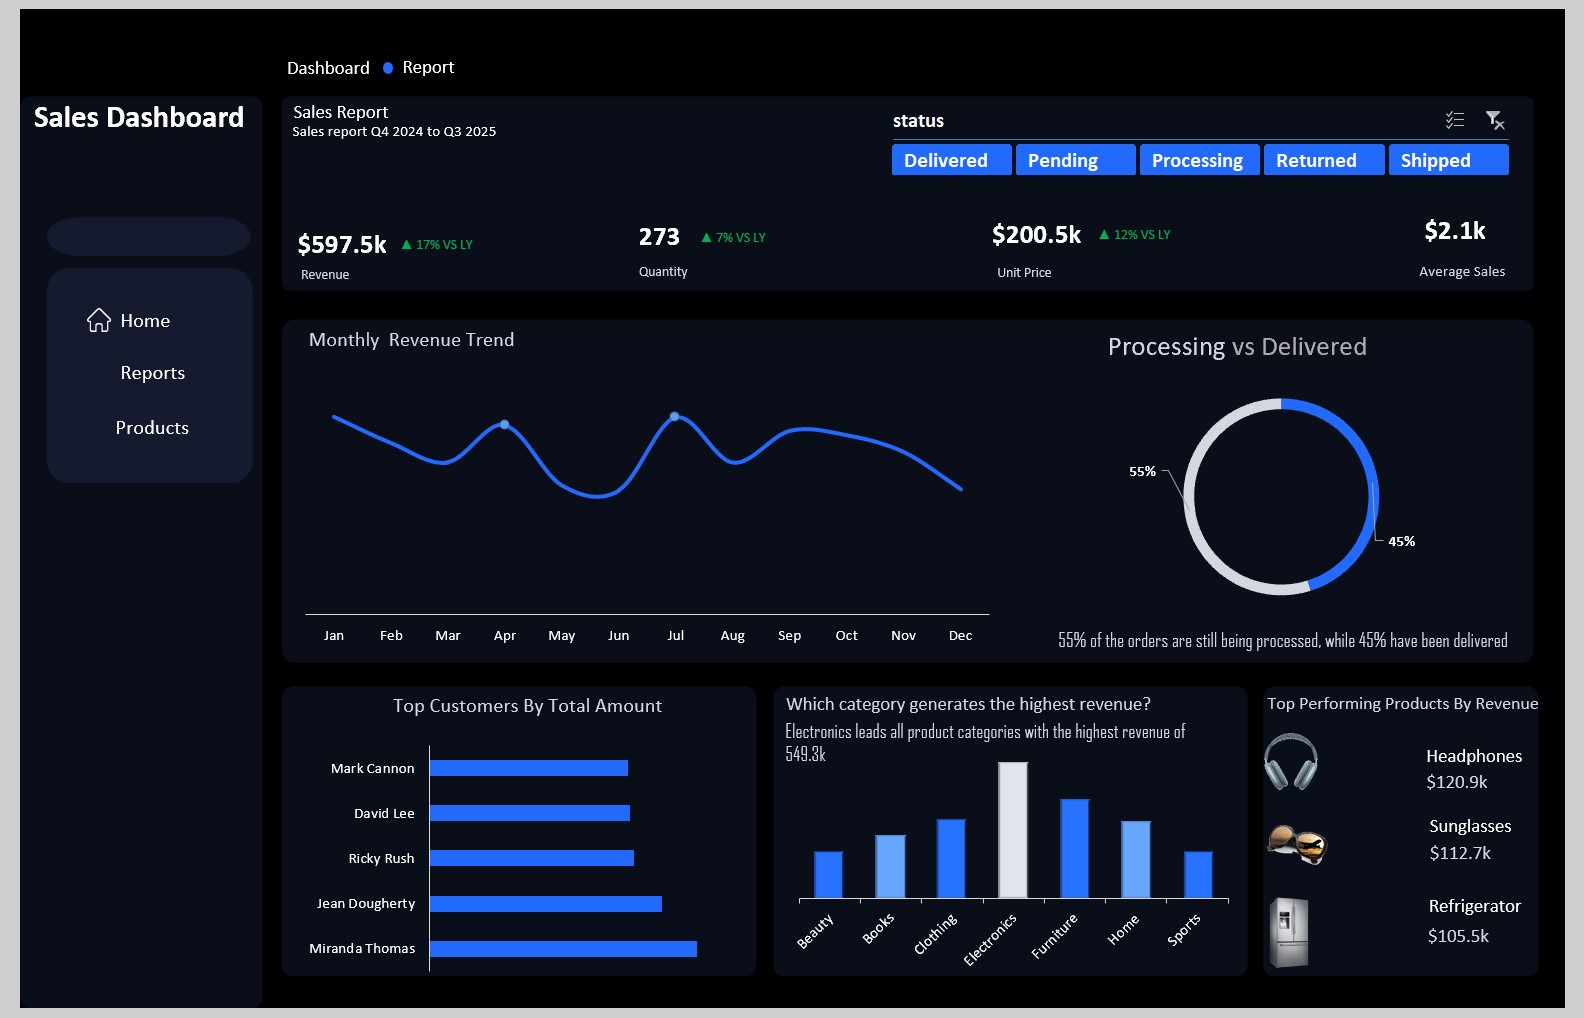 Dashboard Report
Sales Dashboard
Home
Reports
Products
Sales Report
Sales report Q4 2024 to Q3 2025
status
Delivered Pending Processing Returned Shipped
$597.5k ▲ 17% VS LY
Revenue
273 ▲ 7% VS LY
Quantity
$200.5k ▲ 12% VS LY
Unit Price
$2.1k
Average Sales
Monthly Revenue Trend
Jan Feb Mar Apr May Jun Jul Aug Sep Oct Nov Dec
Processing vs Delivered
55%
45%
55% of the orders are still being processed, while 45% have been delivered
Top Customers By Total Amount
Mark Cannon
David Lee
Ricky Rush
Jean Dougherty
Miranda Thomas
Which category generates the highest revenue?
Electronics leads all product categories with the highest revenue of
549.3k
Beauty Books Clothing Electronics Furniture Home Sports
Top Performing Products By Revenue
Headphones
$120.9k
Sunglasses
$112.7k
Refrigerator
$105.5k